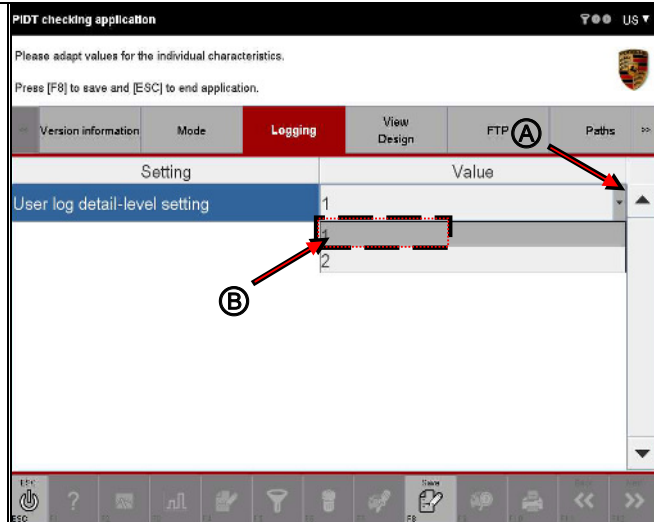 PIDT checking application
US
Please adapt values for the individual characteristics.
Press [F8] to save and [ESC] to end application.
Version information
Mode
Logging
View
Design
FTP
A
Paths
>>
Setting
Value
User log detail-level setting
1
1
2
B
ESC
Save
?
<<
>>
ESC
F8